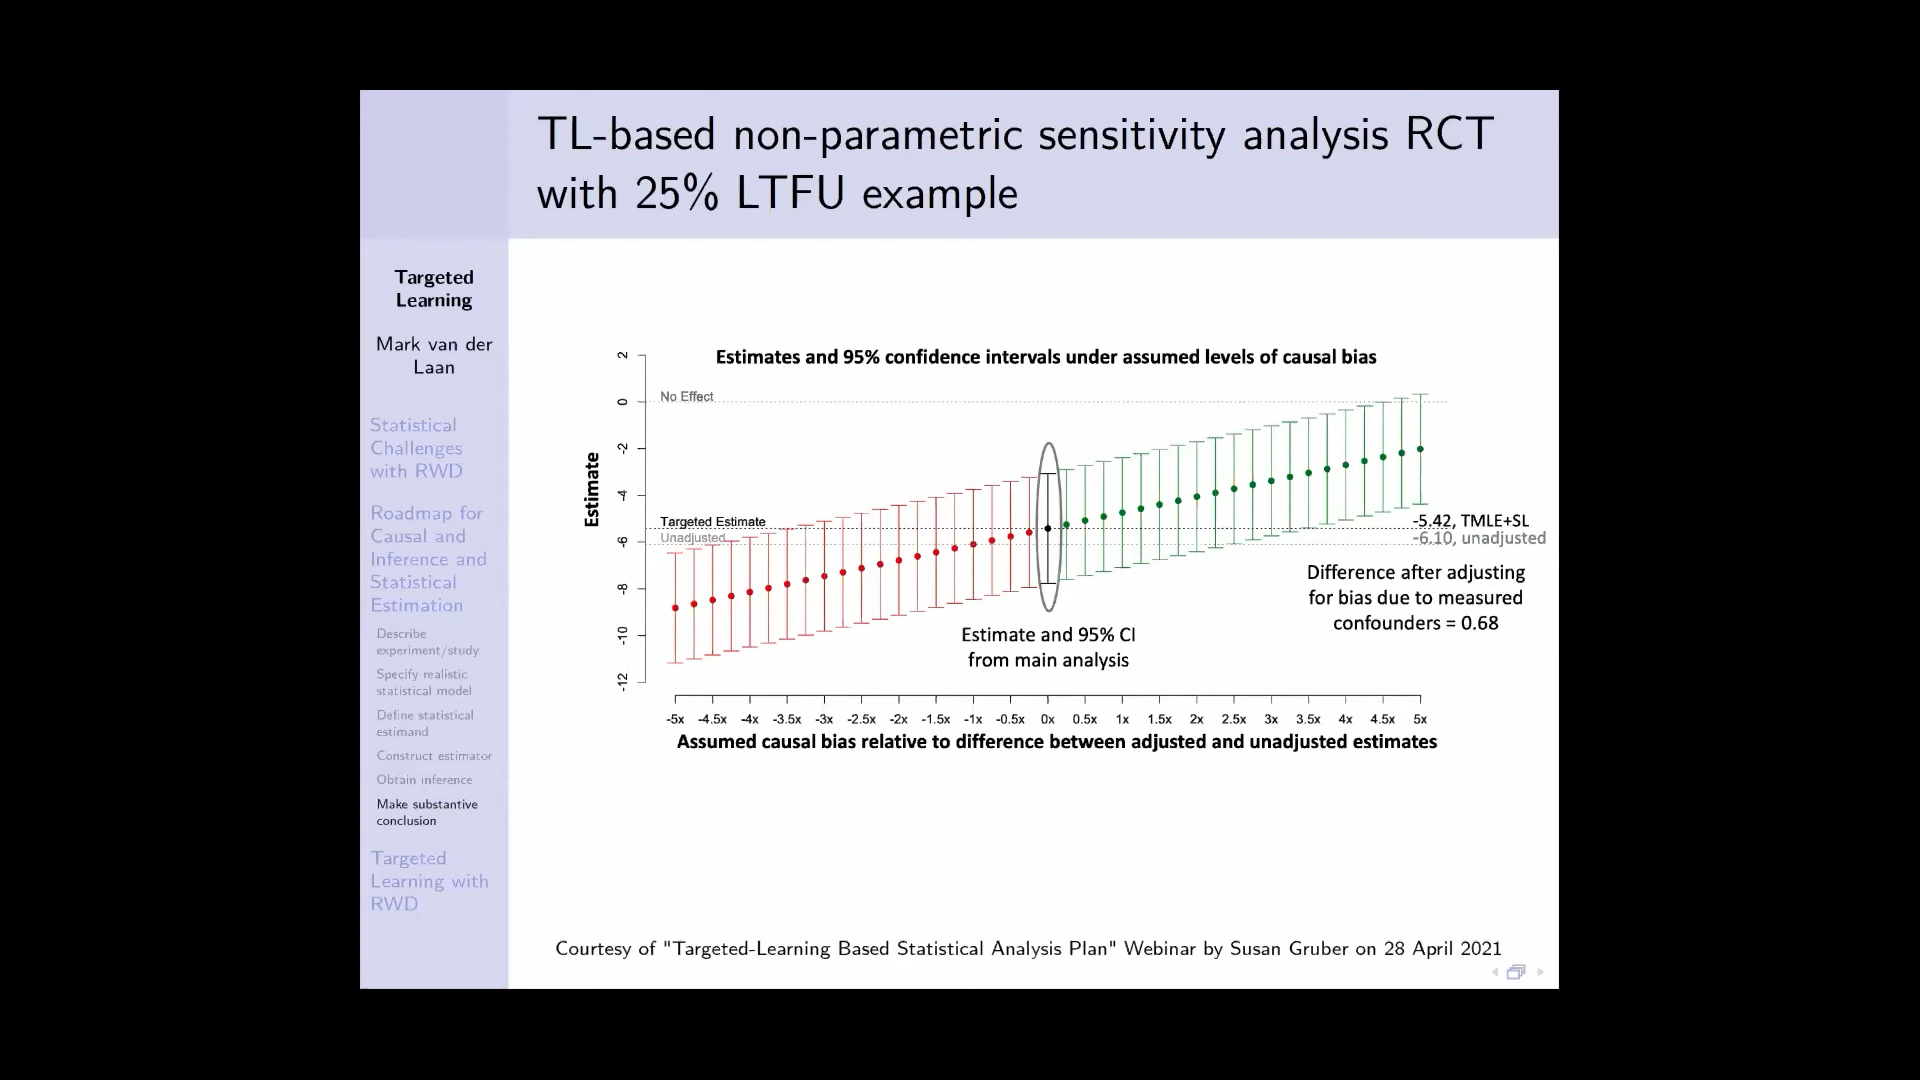 TL-based non-parametric sensitivity analysis RCT
with 25% LTFU example
Targeted
Learning
Mark van der
Laan
Statistical
Challenges
with RWD
Roadmap for
Causal and
Inference and
Statistical
Estimation
Describe
experiment/study
Specify realistic
statistical model
Define statistical
estimand
Construct estimator
Obtain inference
Make substantive
conclusion
Targeted
Learning with
RWD
Estimates and 95% confidence intervals under assumed levels of causal bias
Estimate
2
0
-2
-4
-6
-8
-10
-12
No Effect
Targeted Estimate
Unadjusted
-5.42, TMLE+SL
-6.10, unadjusted
Difference after adjusting
for bias due to measured
confounders = 0.68
Estimate and 95% CI
from main analysis
-5x -4.5x -4x -3.5x -3x -2.5x -2x -1.5x -1x -0.5x 0x 0.5x 1x 1.5x 2x 2.5x 3x 3.5x 4x 4.5x 5x
Assumed causal bias relative to difference between adjusted and unadjusted estimates
Courtesy of "Targeted-Learning Based Statistical Analysis Plan" Webinar by Susan Gruber on 28 April 2021